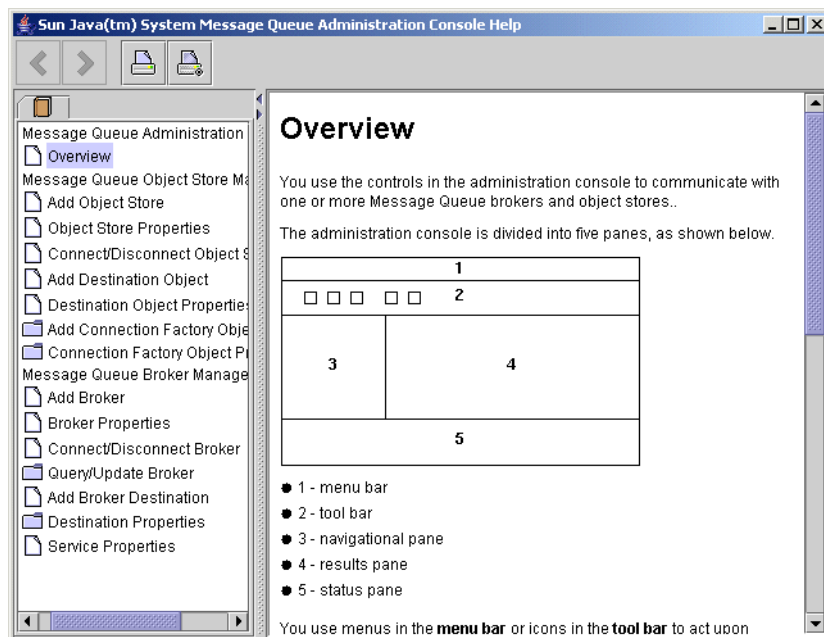 Sun Java(tm) System Message Queue Administration Console Help
Message Queue Administration
Overview
Message Queue Object Store Ma
Add Object Store
Object Store Properties
Connect/Disconnect Object S
Add Destination Object
Destination Object Propertie
Add Connection Factory Obje
Connection Factory Object Pr
Message Queue Broker Manage
Add Broker
Broker Properties
Connect/Disconnect Broker
Query/Update Broker
Add Broker Destination
Destination Properties
Service Properties
Overview
You use the controls in the administration console to communicate with
one or more Message Queue brokers and object stores..
The administration console is divided into five panes, as shown below.
1
2
3
4
5
1 - menu bar
2 - tool bar
3 - navigational pane
4 - results pane
5 - status pane
You use menus in the menu bar or icons in the tool bar to act upon